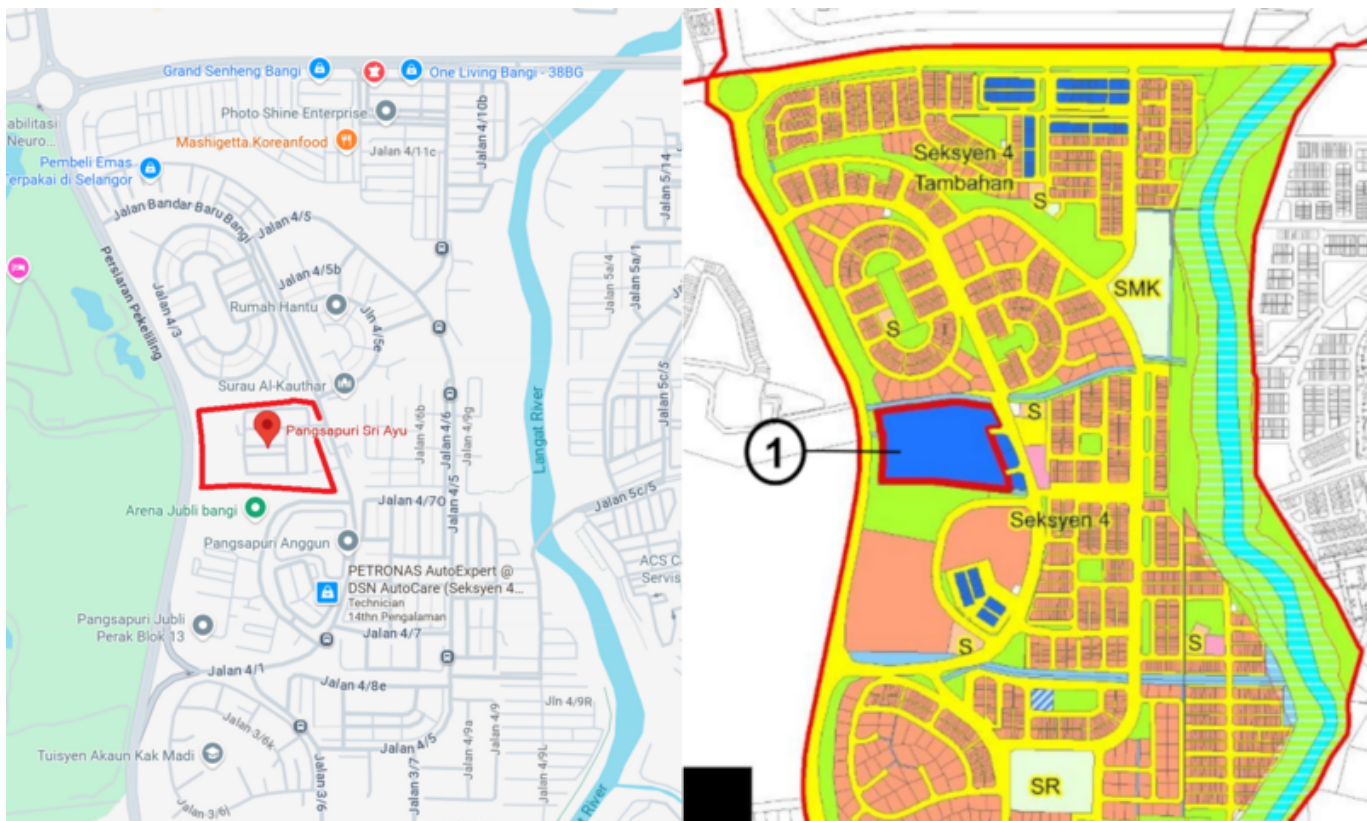 Grand Senheng Bangi
One Living Bangi - 38BG
Photo Shine Enterprise
Jalan 4/10b
abilitasi
Neuro...
Mashigetta Koreanfood
Jalan 4/11c
Pembeli Emas
Terpakai di Selangor
Jalan 5/14
Jalan Bandar Baru Bangi
Jalan 4/5
Persiaran Pekeliling
Jalan 4/3
Jalan 4/5b
Jalan 5a/4
Jalan 5a/1
Rumah Hantu
Jln 4/5e
Surau Al-Kauthar
Jalan 4/6b
Jalan 4/6
Jalan 4/9g
Jalan 5c/5
Langat River
Pangsapuri Sri Ayu
Jalan 4/7O
Jalan 4/5
Jalan 5c/5
Arena Jubli bangi
Pangsapuri Anggun
ACS C
Servis
PETRONAS AutoExpert @
DSN AutoCare (Seksyen 4...
Technician
14thn Pengalaman
Pangsapuri Jubli
Perak Blok 13
Jalan 4/7
Jalan 4/1
Jalan 4/8e
Jln 4/9R
Jalan 3/6k
Jalan 4/5
Jalan 4/9a
Jalan 4/9
Tuisyen Akaun Kak Madi
Jalan 3/6
Jalan 3/7
Jalan 4/9L
Jalan 3/6j
River
Seksyen 4
Tambahan
S
SMK
S
S
1
Seksyen 4
S
S
SR